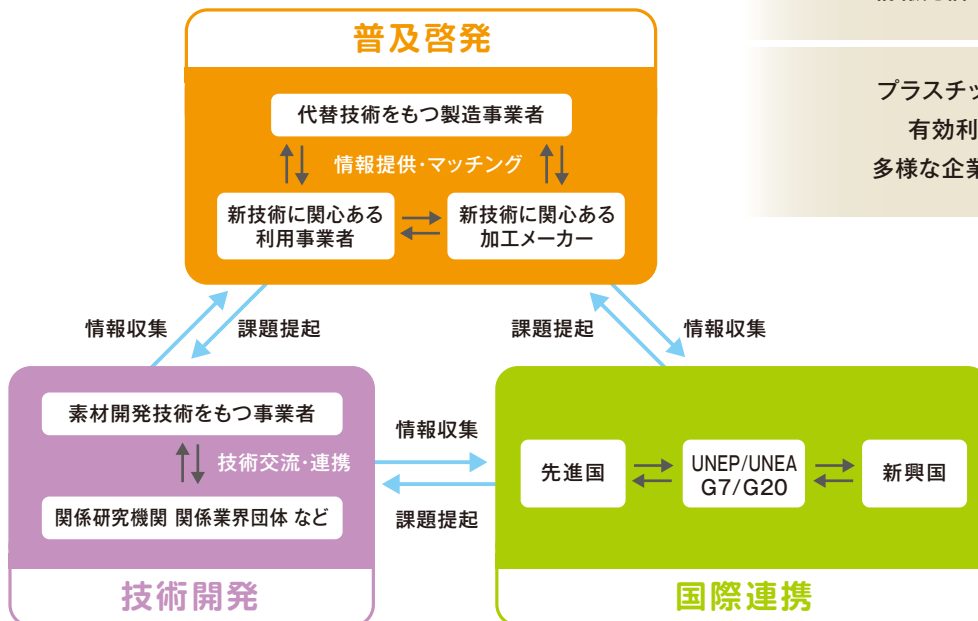 普及啓発
代替技術をもつ製造事業者
情報提供・マッチング
新技術に関心ある
利用事業者
新技術に関心ある
加工メーカー
プラスチッ
有効利
多様な企業
情報収集
課題提起
課題提起
情報収集
素材開発技術をもつ事業者
技術交流・連携
関係研究機関 関係業界団体 など
技術開発
情報収集
課題提起
先進国
UNEP/UNEA
G7/G20
新興国
国際連携